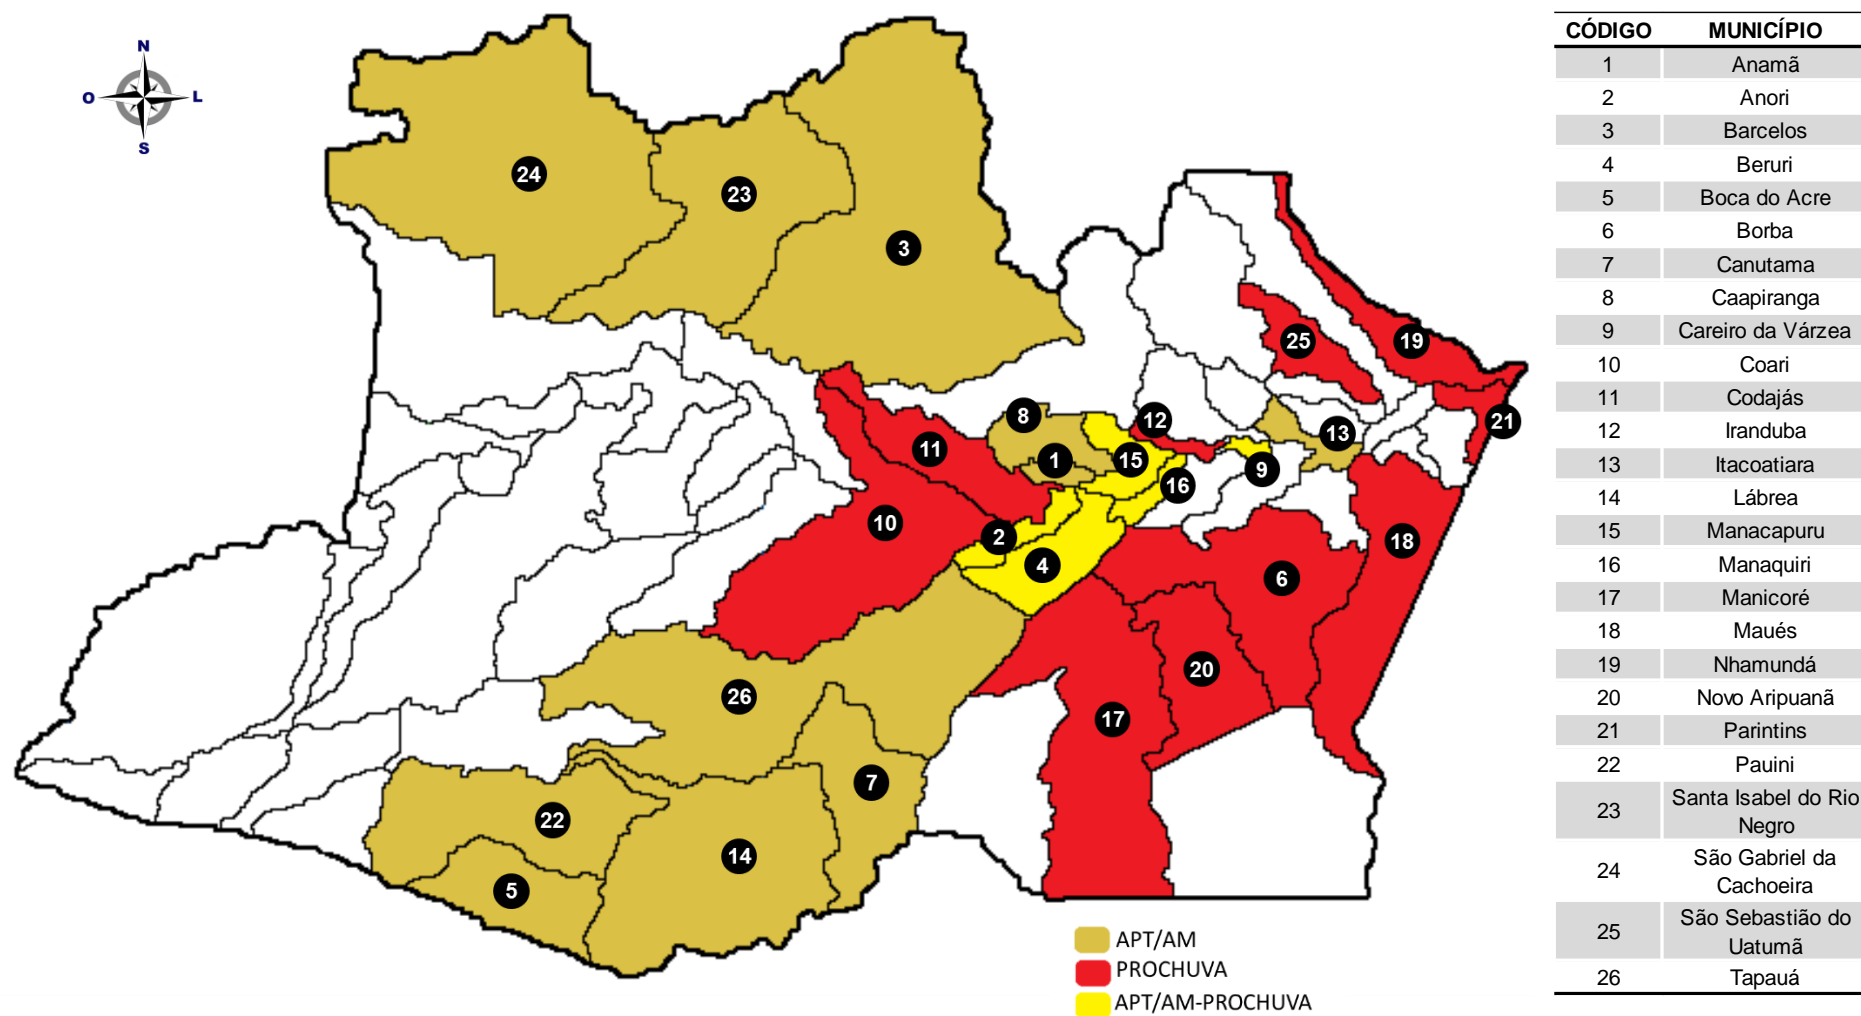 N
O
L
S
24
23
3
25
19
8
12
21
13
11
1
15
9
16
10
2
18
4
6
20
26
17
7
22
14
5
APT/AM
PROCHUVA
APT/AM-PROCHUVA
CÓDIGO MUNICÍPIO
1 Anamã
2 Anori
3 Barcelos
4 Beruri
5 Boca do Acre
6 Borba
7 Canutama
8 Caapiranga
9 Careiro da Várzea
10 Coari
11 Codajás
12 Iranduba
13 Itacoatiara
14 Lábrea
15 Manacapuru
16 Manaquiri
17 Manicoré
18 Maués
19 Nhamundá
20 Novo Aripuanã
21 Parintins
22 Pauini
23 Santa Isabel do Rio
Negro
24 São Gabriel da
Cachoeira
25 São Sebastião do
Uatumã
26 Tapauá